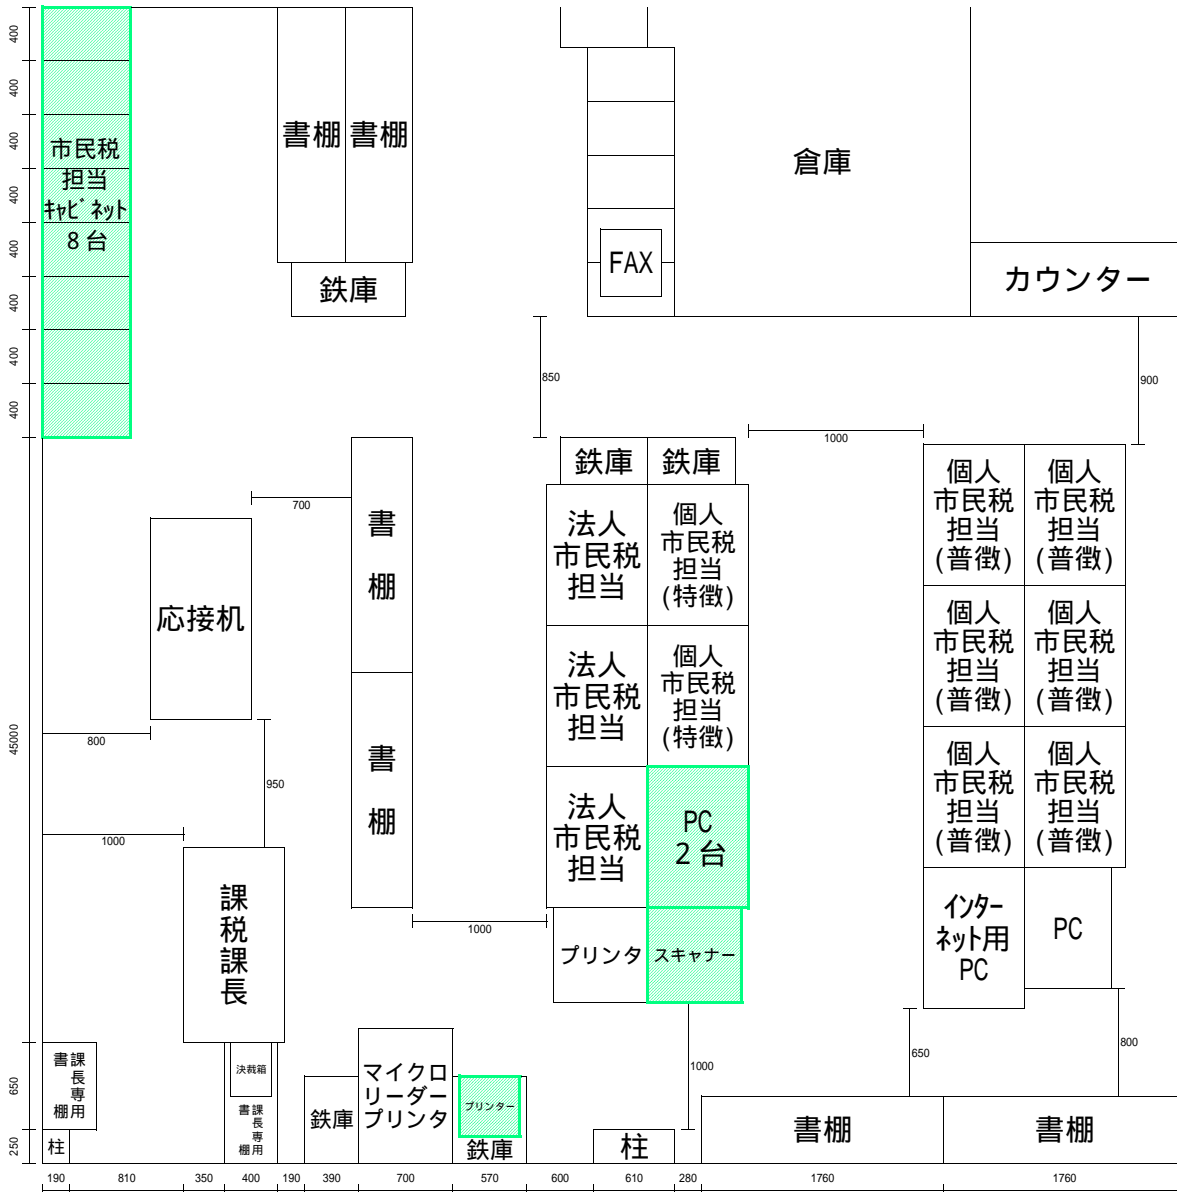 400
400
400
400
400
400
400
400
市民税
担当
ｷｬﾋﾞﾈｯﾄ
８台
書棚
書棚
鉄庫
FAX
倉庫
カウンター
850
900
1000
700
鉄庫
鉄庫
書棚
法人
市民税
担当
個人
市民税
担当
(特徴)
個人
市民税
担当
(普徴)
個人
市民税
担当
(普徴)
応接机
法人
市民税
担当
個人
市民税
担当
(特徴)
個人
市民税
担当
(普徴)
個人
市民税
担当
(普徴)
45000
800
950
書棚
法人
市民税
担当
PC
２台
個人
市民税
担当
(普徴)
個人
市民税
担当
(普徴)
1000
課税課長
1000
プリンタ
スキャナー
インター
ネット用
PC
PC
1000
650
800
650
課長専用
書棚
決裁箱
課長専用
書棚
鉄庫
マイクロ
リーダー
プリンタ
プリンター
鉄庫
書棚
書棚
250
柱
柱
190
810
350
400
190
390
700
570
600
610
280
1760
1760